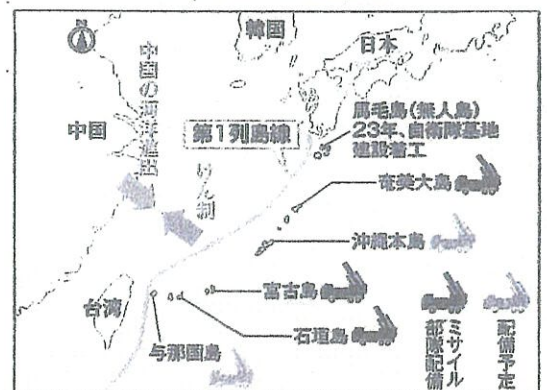 韓国
日本
中国の海洋進出
中国
第1列島線
けん制
馬毛島(無人島)
23年、自衛隊基地
建設着工
奄美大島
沖縄本島
宮古島
石垣島
与那国島
台湾
ミサイル
部隊配備
配備予定